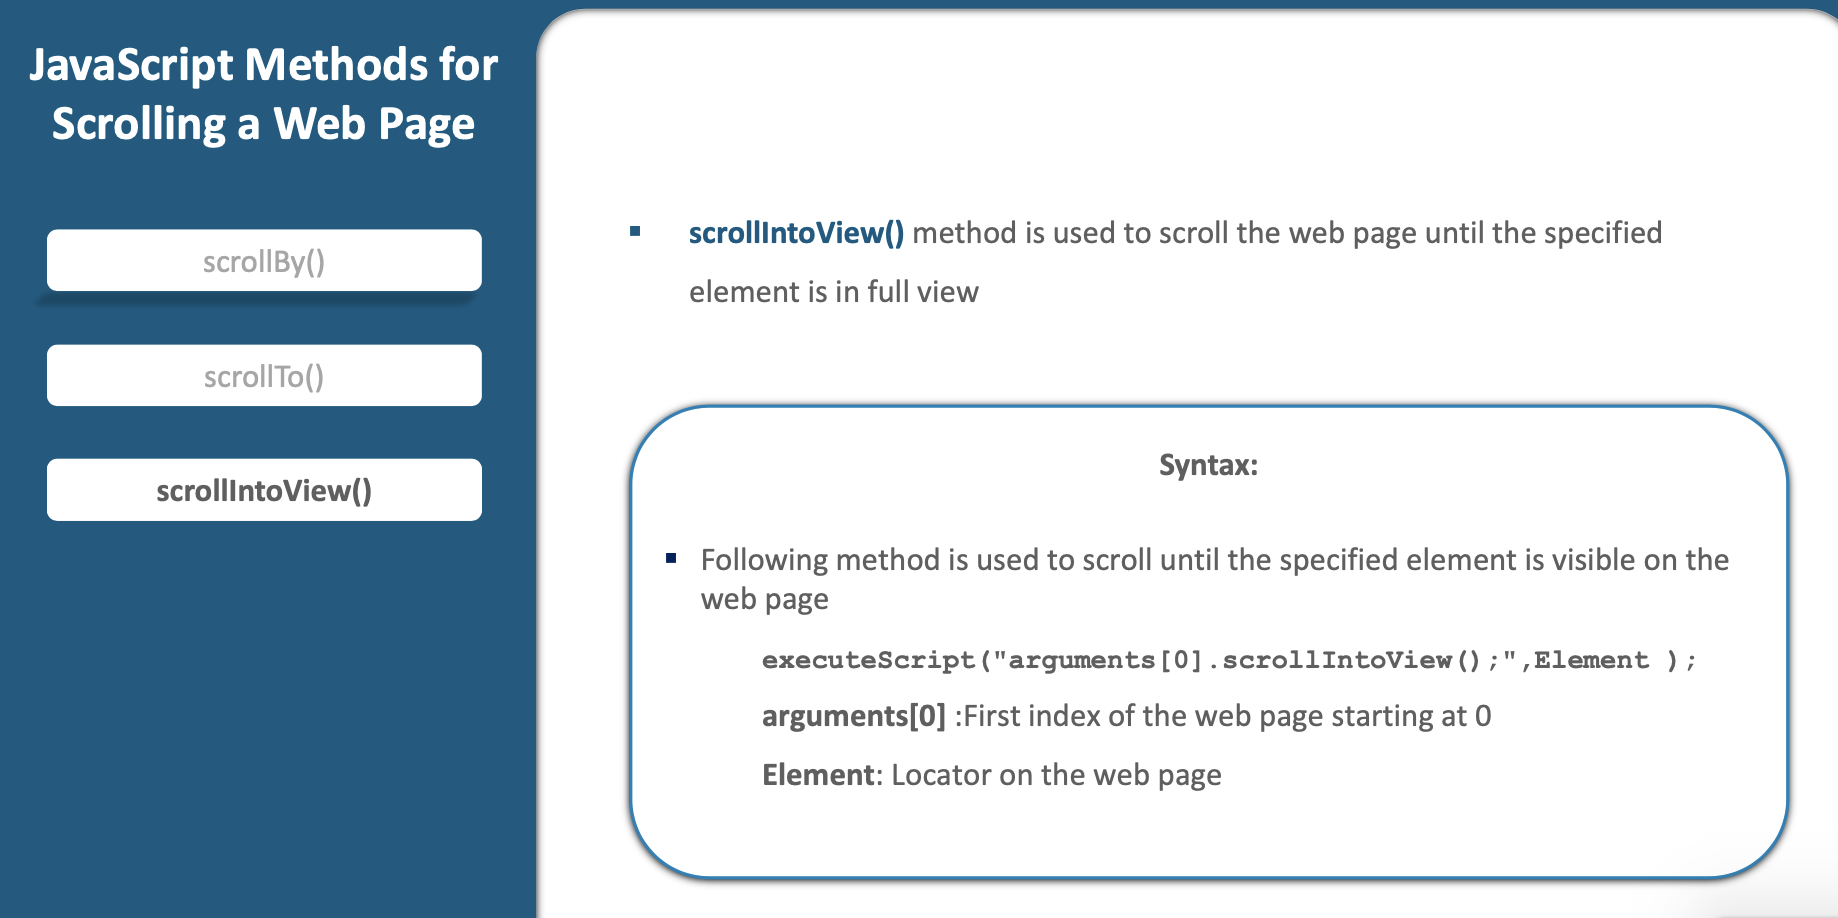 JavaScript Methods for
Scrolling a Web Page
scrollBy()
scrollTo()
scrollIntoView()
▪ scrollIntoView() method is used to scroll the web page until the specified
element is in full view
Syntax:
▪ Following method is used to scroll until the specified element is visible on the
web page
executeScript("arguments[0].scrollIntoView();",Element );
arguments[0] :First index of the web page starting at 0
Element: Locator on the web page